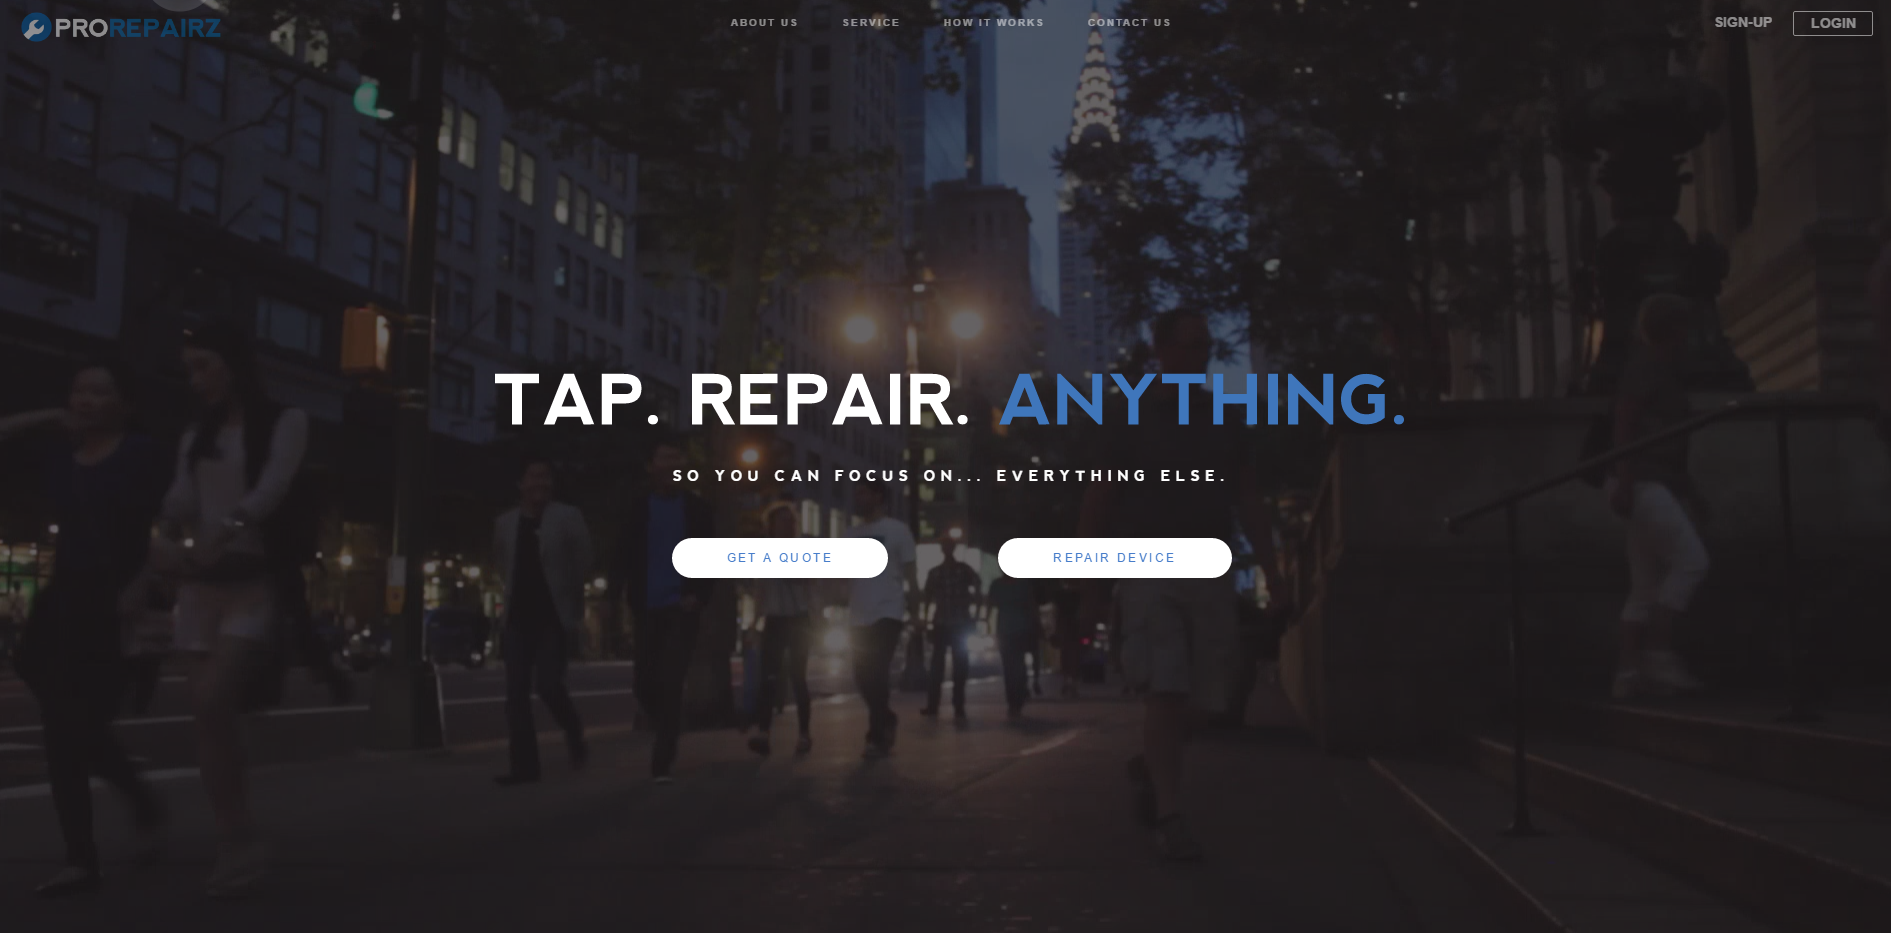 PROREPAIRZ
ABOUT US SERVICE HOW IT WORKS CONTACT US
SIGN-UP LOGIN
TAP. REPAIR. ANYTHING.
SO YOU CAN FOCUS ON... EVERYTHING ELSE.
GET A QUOTE REPAIR DEVICE